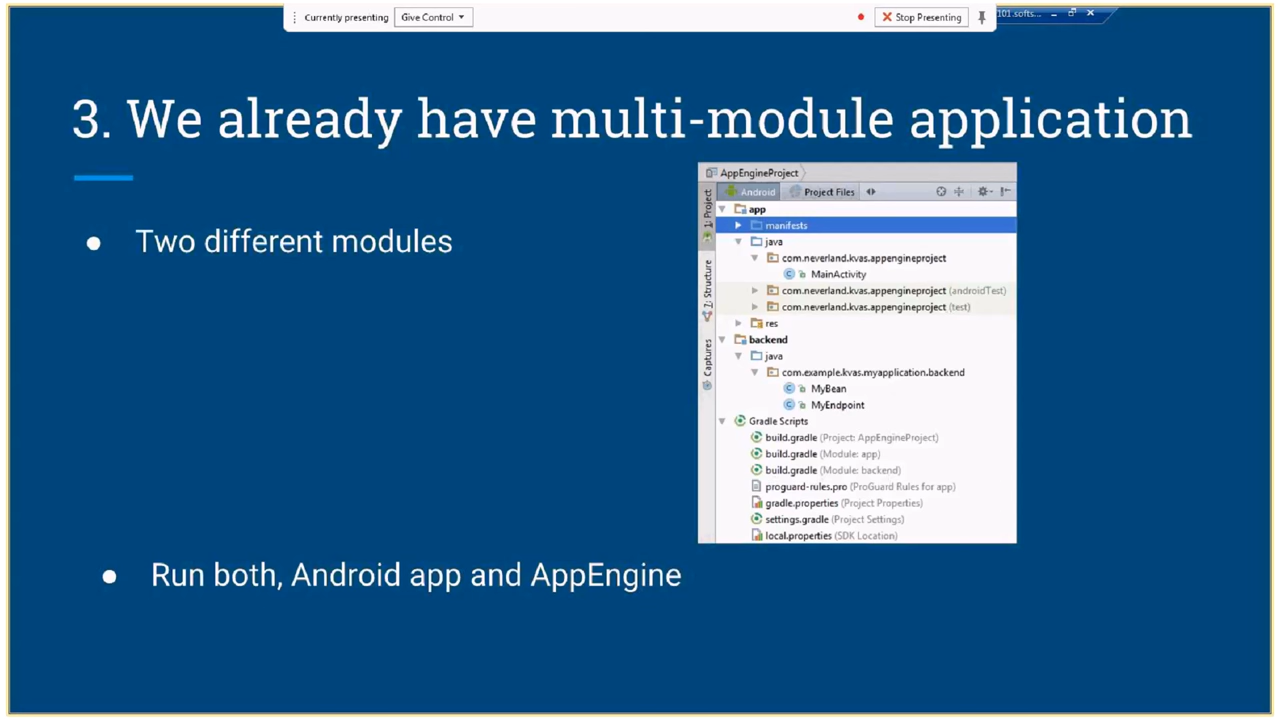 Currently presenting
Give Control
Stop Presenting
101.softs...
3. We already have multi-module application
Two different modules
AppEngineProject
Android
Project Files
1: Project
7: Structure
Captures
app
manifests
java
com.neverland.kvas.appengineproject
MainActivity
com.neverland.kvas.appengineproject (androidTest)
com.neverland.kvas.appengineproject (test)
res
backend
java
com.example.kvas.myapplication.backend
MyBean
MyEndpoint
Gradle Scripts
build.gradle (Project: AppEngineProject)
build.gradle (Module: app)
build.gradle (Module: backend)
proguard-rules.pro (ProGuard Rules for app)
gradle.properties (Project Properties)
settings.gradle (Project Settings)
local.properties (SDK Location)
Run both, Android app and AppEngine